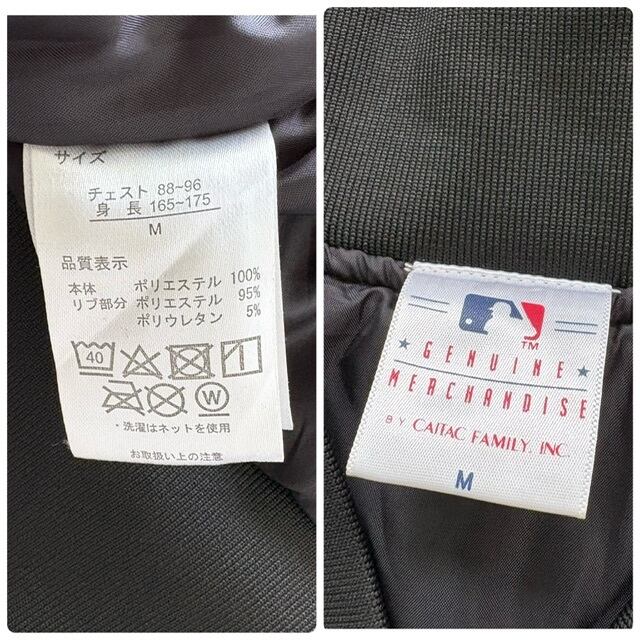 サイズ
チェスト 88~96
身 長 165~175
M
品質表示
本体 ポリエステル 100%
リブ部分 ポリエステル 95%
ポリウレタン 5%
40
W
・洗濯はネットを使用
お取扱い上の注意
TM
GENUINE
MERCHANDISE
BY CAITAC FAMILY, INC.
M